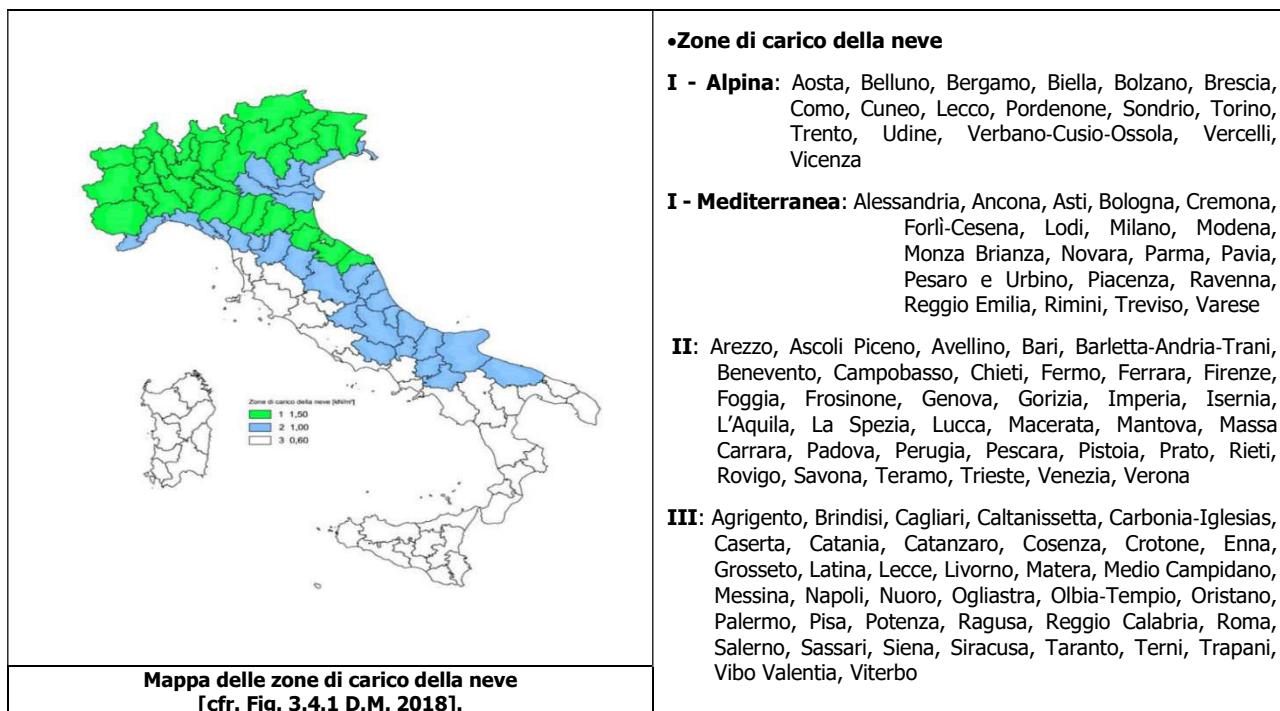 Zone di carico della neve [kN/m²]
1 1,50
2 1,00
3 0,60
Mappa delle zone di carico della neve
[cfr. Fig. 3.4.1 D.M. 2018].
•Zone di carico della neve
I - Alpina: Aosta, Belluno, Bergamo, Biella, Bolzano, Brescia,
Como, Cuneo, Lecco, Pordenone, Sondrio, Torino,
Trento, Udine, Verbano-Cusio-Ossola, Vercelli,
Vicenza
I - Mediterranea: Alessandria, Ancona, Asti, Bologna, Cremona,
Forlì-Cesena, Lodi, Milano, Modena,
Monza Brianza, Novara, Parma, Pavia,
Pesaro e Urbino, Piacenza, Ravenna,
Reggio Emilia, Rimini, Treviso, Varese
II: Arezzo, Ascoli Piceno, Avellino, Bari, Barletta-Andria-Trani,
Benevento, Campobasso, Chieti, Fermo, Ferrara, Firenze,
Foggia, Frosinone, Genova, Gorizia, Imperia, Isernia,
L'Aquila, La Spezia, Lucca, Macerata, Mantova, Massa
Carrara, Padova, Perugia, Pescara, Pistoia, Prato, Rieti,
Rovigo, Savona, Teramo, Trieste, Venezia, Verona
III: Agrigento, Brindisi, Cagliari, Caltanissetta, Carbonia-Iglesias,
Caserta, Catania, Catanzaro, Cosenza, Crotone, Enna,
Grosseto, Latina, Lecce, Livorno, Matera, Medio Campidano,
Messina, Napoli, Nuoro, Ogliastra, Olbia-Tempio, Oristano,
Palermo, Pisa, Potenza, Ragusa, Reggio Calabria, Roma,
Salerno, Sassari, Siena, Siracusa, Taranto, Terni, Trapani,
Vibo Valentia, Viterbo